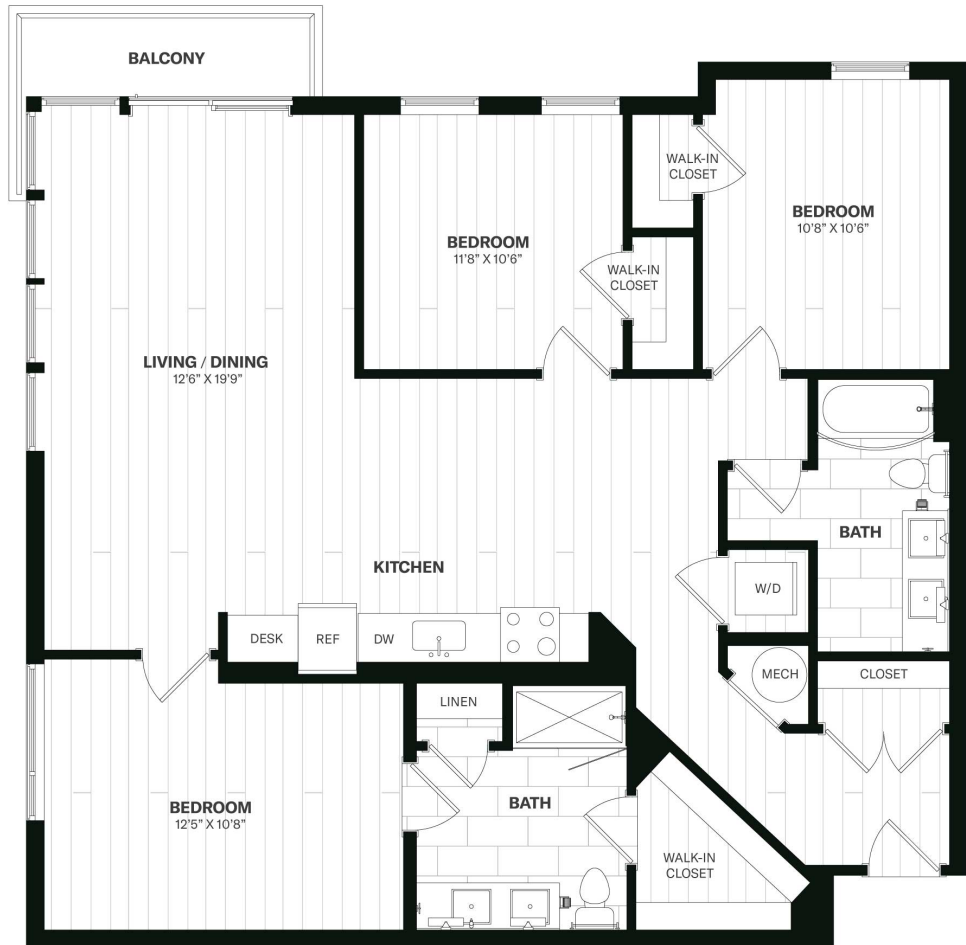 BALCONY
WALK-IN
CLOSET
BEDROOM
10'8” X 10'6”
BEDROOM
11'8” X 10'6”
WALK-IN
CLOSET
LIVING / DINING
12'6” X 19'9”
BATH
KITCHEN
W/D
DESK
REF
DW
MECH
CLOSET
LINEN
BEDROOM
12'5” X 10'8”
BATH
WALK-IN
CLOSET